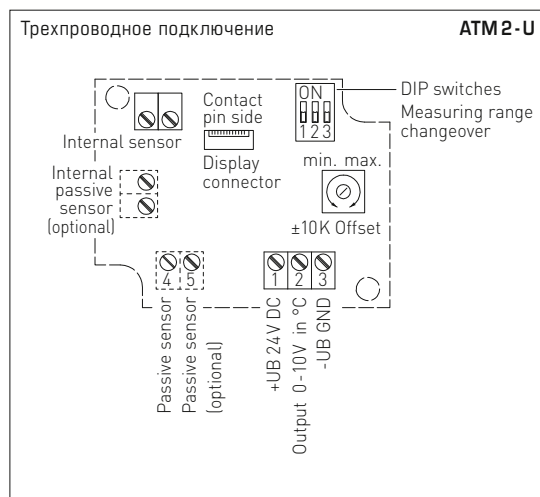 Трехпроводное подключение
ATM2-U
ON
1 2 3
DIP switches
Measuring range
changeover
Contact
pin side
Internal sensor
Display
connector
min. max.
Internal
passive
sensor
(optional)
±10K Offset
4
5
1
2
3
Passive sensor
Passive sensor
(optional)
+UB 24V DC
Output 0-10V in °C
-UB GND